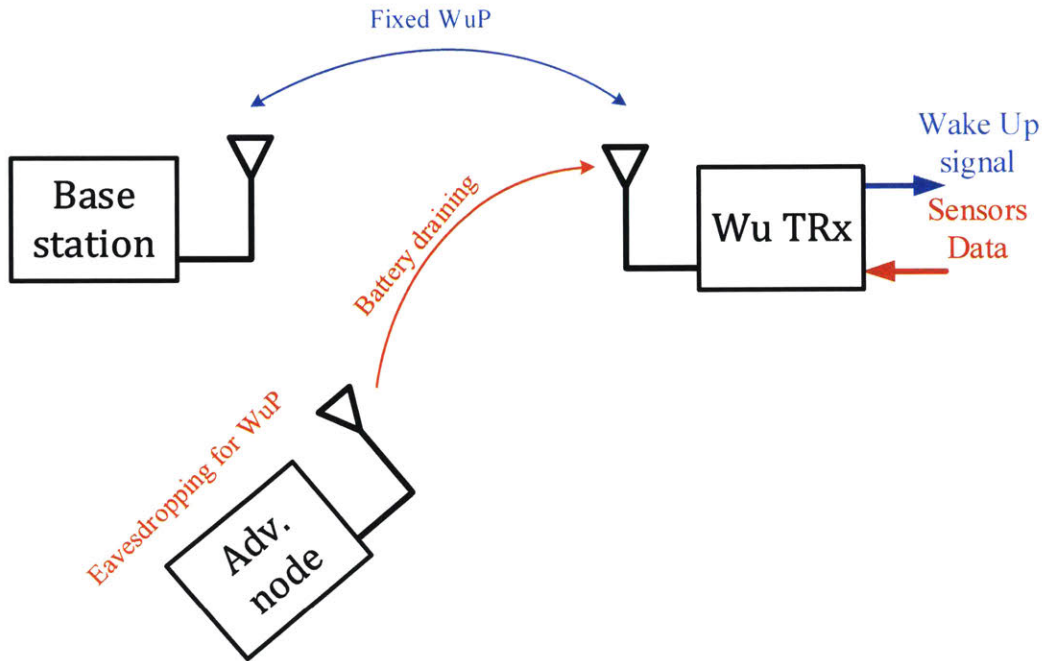 Fixed WuP
Base
station
Wu TRx
Wake Up
signal
Sensors
Data
Battery draining
Eavesdropping for WuP
Adv.
node